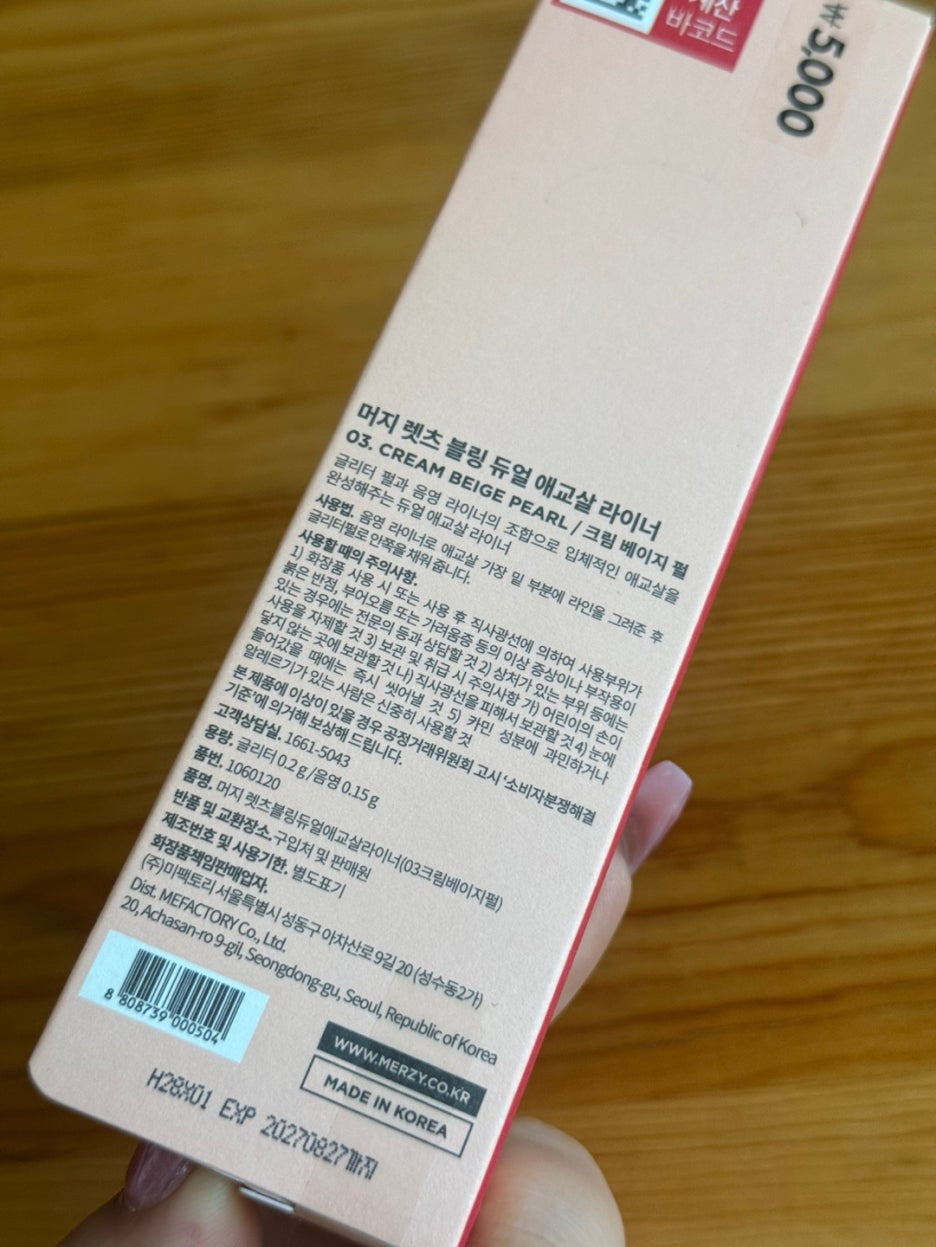 계산
바코드
₩5,000
머지 렛츠 블링 듀얼 애교살 라이너
03. CREAM BEIGE PEARL / 크림 베이지 펄
글리터 펄과 음영 라이너의 조합으로 입체적인 애교살을
완성해주는 듀얼 애교살 라이너
사용법. 음영 라이너로 애교살 가장 밑 부분에 라인을 그려준 후
글리터펄로 안쪽을 채워 줍니다.
사용할 때의 주의사항.
1) 화장품 사용 시 또는 사용 후 직사광선에 의하여 사용부위가
붉은 반점, 부어오름 또는 가려움증 등의 이상 증상이나 부작용이
있는 경우에는 전문의 등과 상담할 것 2) 상처가 있는 부위 등에는
사용을 자제할 것 3) 보관 및 취급 시 주의사항 가) 어린이의 손이
닿지 않는 곳에 보관할 것 나) 직사광선을 피해서 보관할 것 4) 눈에
들어갔을 때에는 즉시 씻어낼 것 5) 카민 성분에 과민하거나
알레르기가 있는 사람은 신중히 사용할 것
본 제품에 이상이 있을 경우 공정거래위원회 고시 '소비자분쟁해결
기준'에 의거해 보상해 드립니다.
고객상담실. 1661-5043
용량. 글리터 0.2 g /음영 0.15 g
품번. 1060120
품명. 머지 렛츠블링듀얼애교살라이너(03크림베이지펄)
반품 및 교환장소. 구입처 및 판매원
제조번호 및 사용기한. 별도표기
화장품책임판매업자.
(주)미팩토리 서울특별시 성동구 아차산로 9길 20 (성수동2가)
Dist. MEFACTORY Co., Ltd.
20, Achasan-ro 9-gil, Seongdong-gu, Seoul, Republic of Korea
8 808739 000504
WWW.MERZY.CO.KR
MADE IN KOREA
H28X01 EXP 20270827까지